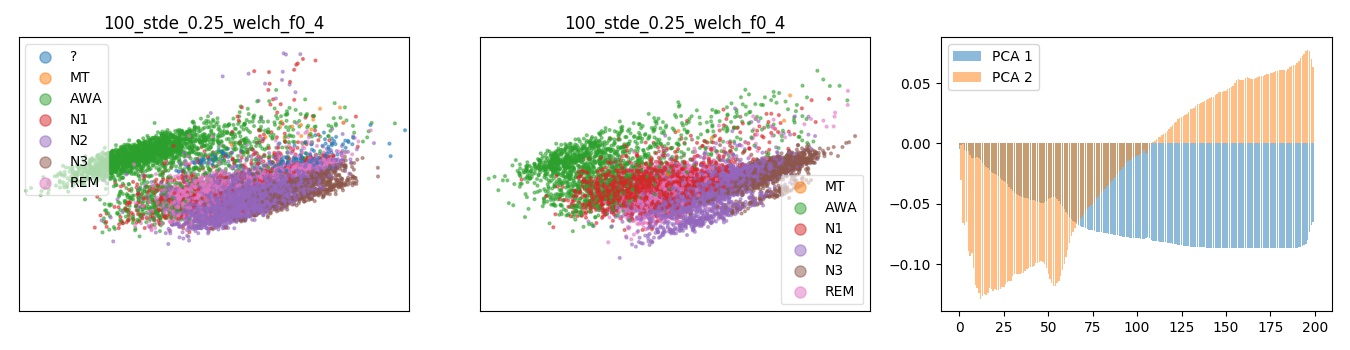 100_stde_0.25_welch_f0_4
?
MT
AWA
N1
N2
N3
REM
100_stde_0.25_welch_f0_4
MT
AWA
N1
N2
N3
REM
PCA 1
PCA 2
0.05
0.00
−0.05
−0.10
0 25 50 75 100 125 150 175 200